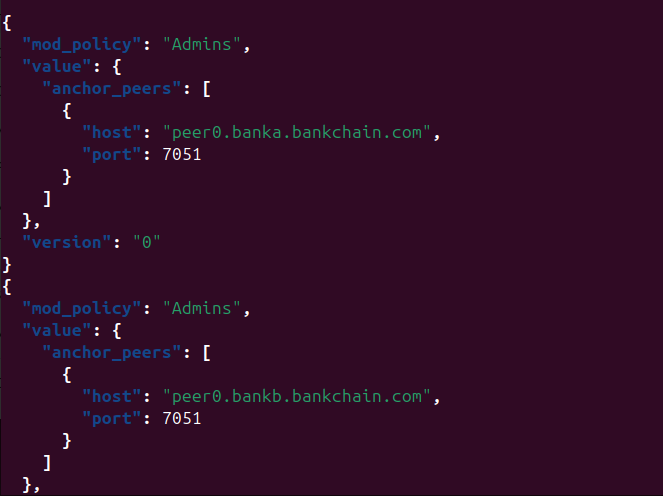 {
  "mod_policy": "Admins",
  "value": {
    "anchor_peers": [
      {
        "host": "peer0.banka.bankchain.com",
        "port": 7051
      }
    ]
  },
  "version": "0"
}
{
  "mod_policy": "Admins",
  "value": {
    "anchor_peers": [
      {
        "host": "peer0.bankb.bankchain.com",
        "port": 7051
      }
    ]
  },